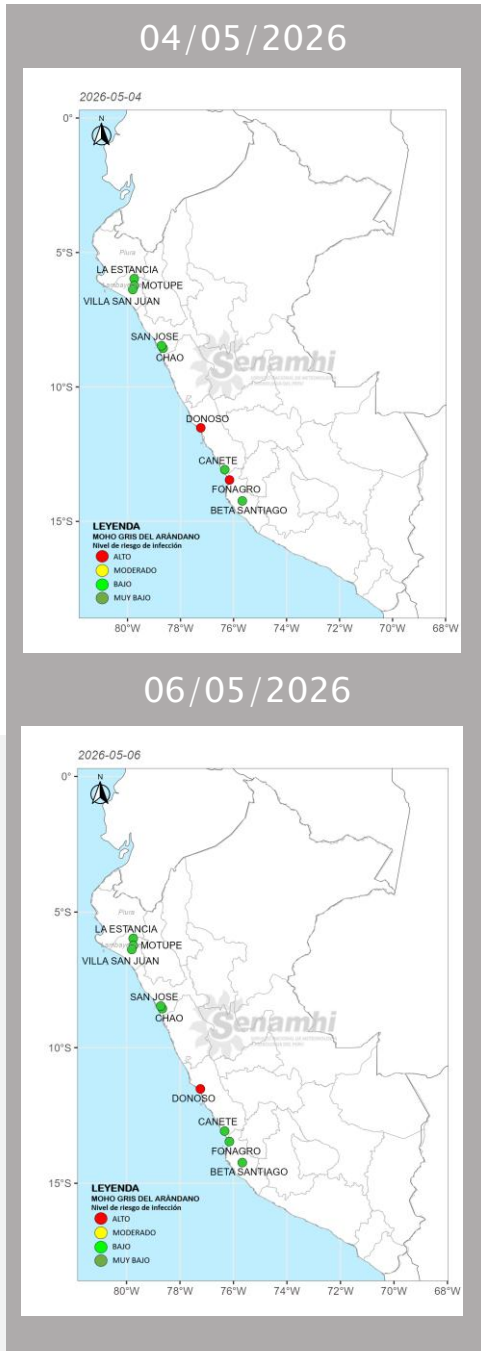 04/05/2026
2026-05-04
N
0°
5°S
10°S
15°S
Piura
LA ESTANCIA
MOTUPE
VILLA SAN JUAN
SAN JOSE
CHAO
Senamhi
DONOSO
CANETE
FONAGRO
BETA SANTIAGO
LEYENDA
MOHO GRIS DEL ARÁNDANO
Nivel de riesgo de infección
ALTO
MODERADO
BAJO
MUY BAJO
80°W 78°W 76°W 74°W 72°W 70°W 68°W
06/05/2026
2026-05-06
N
0°
5°S
10°S
15°S
Piura
LA ESTANCIA
MOTUPE
VILLA SAN JUAN
SAN JOSE
CHAO
Senamhi
DONOSO
CANETE
FONAGRO
BETA SANTIAGO
LEYENDA
MOHO GRIS DEL ARÁNDANO
Nivel de riesgo de infección
ALTO
MODERADO
BAJO
MUY BAJO
80°W 78°W 76°W 74°W 72°W 70°W 68°W